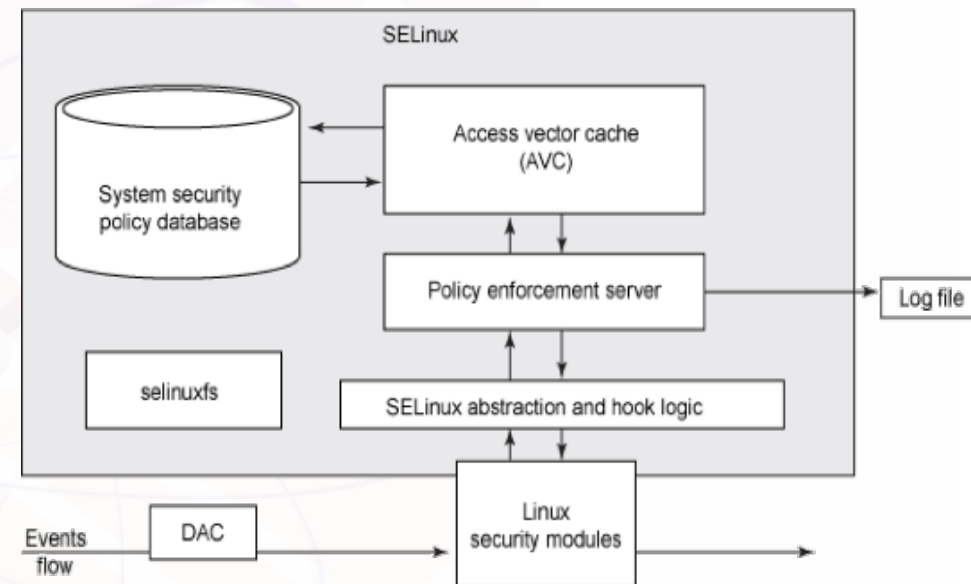 SELinux
Access vector cache
(AVC)
System security
policy database
Policy enforcement server
Log file
selinuxfs
SELinux abstraction and hook logic
Linux
security modules
DAC
Events
flow